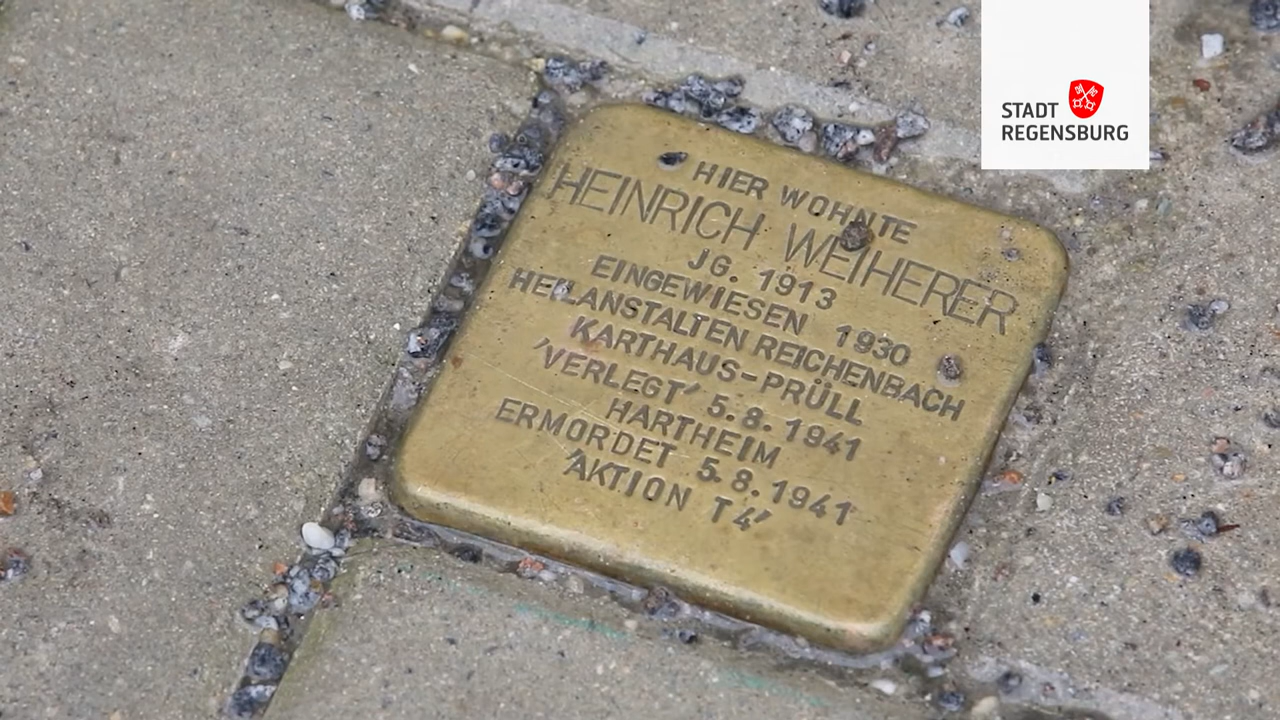 STADT
REGENSBURG
HIER WOHNTE
HEINRICH WEIHERER
JG. 1913
EINGEWIESEN 1930
HEILANSTALTEN REICHENBACH
KARTHAUS-PRÜLL
'VERLEGT' 5.8.1941
HARTHEIM
ERMORDET 5.8.1941
'AKTION T4'